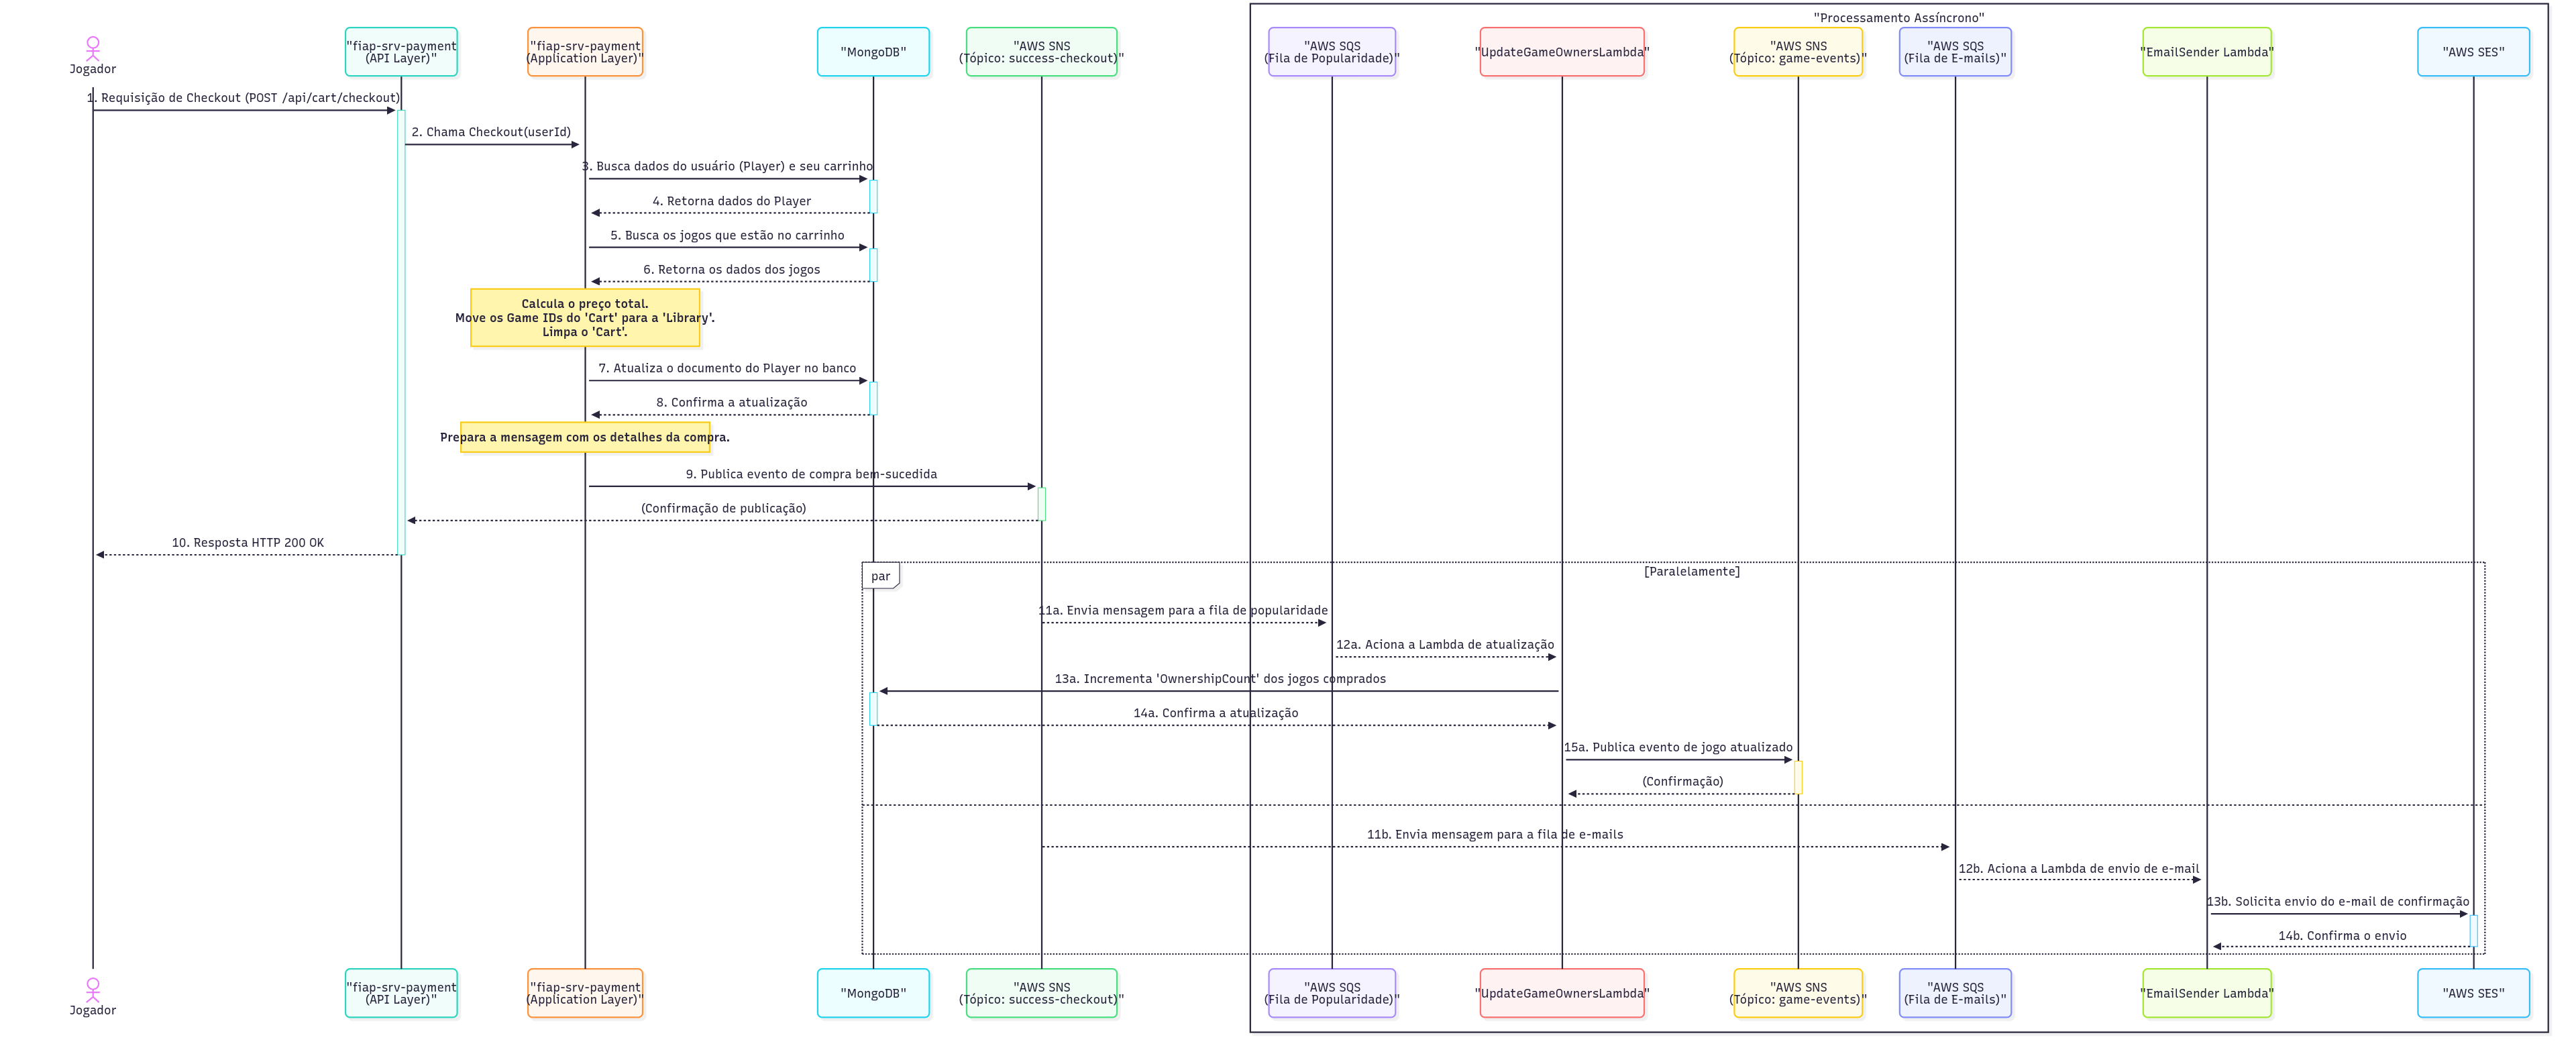 "Processamento Assíncrono"
Jogador
"fiap-srv-payment
(API Layer)"
"fiap-srv-payment
(Application Layer)"
"MongoDB"
"AWS SNS
(Tópico: success-checkout)"
"AWS SQS
(Fila de Popularidade)"
"UpdateGameOwnersLambda"
"AWS SNS
(Tópico: game-events)"
"AWS SQS
(Fila de E-mails)"
"EmailSender Lambda"
"AWS SES"
1. Requisição de Checkout (POST /api/cart/checkout)
2. Chama Checkout(userId)
3. Busca dados do usuário (Player) e seu carrinho
4. Retorna dados do Player
5. Busca os jogos que estão no carrinho
6. Retorna os dados dos jogos
Calcula o preço total.
Move os Game IDs do 'Cart' para a 'Library'.
Limpa o 'Cart'.
7. Atualiza o documento do Player no banco
8. Confirma a atualização
Prepara a mensagem com os detalhes da compra.
9. Publica evento de compra bem-sucedida
(Confirmação de publicação)
10. Resposta HTTP 200 OK
par
[Paralelamente]
11a. Envia mensagem para a fila de popularidade
12a. Aciona a Lambda de atualização
13a. Incrementa 'OwnershipCount' dos jogos comprados
14a. Confirma a atualização
15a. Publica evento de jogo atualizado
(Confirmação)
11b. Envia mensagem para a fila de e-mails
12b. Aciona a Lambda de envio de e-mail
13b. Solicita envio do e-mail de confirmação
14b. Confirma o envio
Jogador
"fiap-srv-payment
(API Layer)"
"fiap-srv-payment
(Application Layer)"
"MongoDB"
"AWS SNS
(Tópico: success-checkout)"
"AWS SQS
(Fila de Popularidade)"
"UpdateGameOwnersLambda"
"AWS SNS
(Tópico: game-events)"
"AWS SQS
(Fila de E-mails)"
"EmailSender Lambda"
"AWS SES"